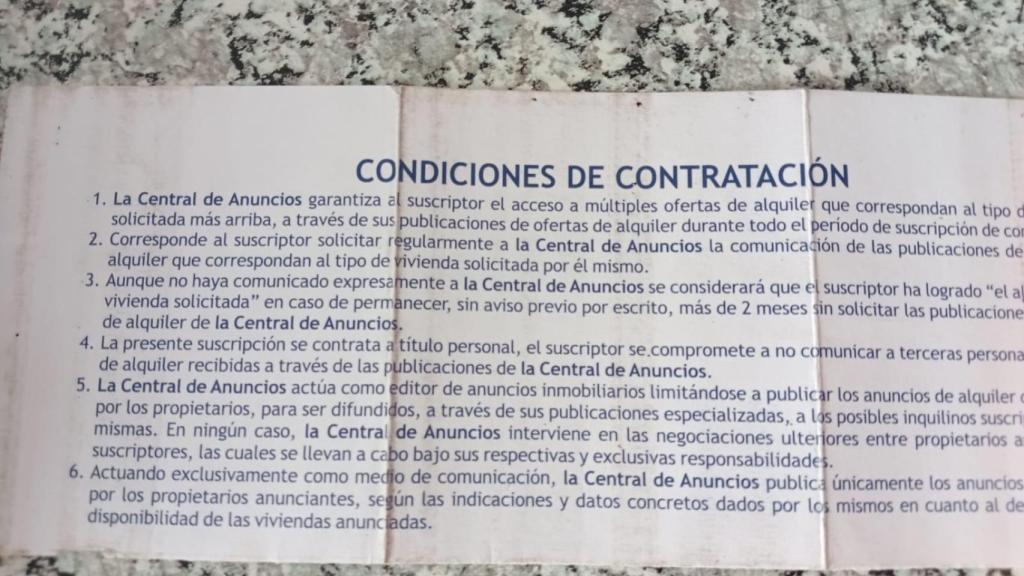 CONDICIONES DE CONTRATACIÓN
1. La Central de Anuncios garantiza al suscriptor el acceso a múltiples ofertas de alquiler que correspondan al tipo d
solicitada más arriba, a través de sus publicaciones de ofertas de alquiler durante todo el período de suscripción de con
2. Corresponde al suscriptor solicitar regularmente a la Central de Anuncios la comunicación de las publicaciones de
alquiler que correspondan al tipo de vivienda solicitada por él mismo.
3. Aunque no haya comunicado expresamente a la Central de Anuncios se considerará que el suscriptor ha logrado "el al
vivienda solicitada" en caso de permanecer, sin aviso previo por escrito, más de 2 meses sin solicitar las publicacione
de alquiler de la Central de Anuncios.
4. La presente suscripción se contrata a título personal, el suscriptor se compromete a no comunicar a terceras persona
de alquiler recibidas a través de las publicaciones de la Central de Anuncios.
5. La Central de Anuncios actúa como editor de anuncios inmobiliarios limitándose a publicar los anuncios de alquiler
por los propietarios, para ser difundidos, a través de sus publicaciones especializadas, a los posibles inquilinos suscri
mismas. En ningún caso, la Central de Anuncios interviene en las negociaciones ulteriores entre propietarios a
suscriptores, las cuales se llevan a cabo bajo sus respectivas y exclusivas responsabilidades.
6. Actuando exclusivamente como medio de comunicación, la Central de Anuncios publica únicamente los anuncios
por los propietarios anunciantes, según las indicaciones y datos concretos dados por los mismos en cuanto al de
disponibilidad de las viviendas anunciadas.